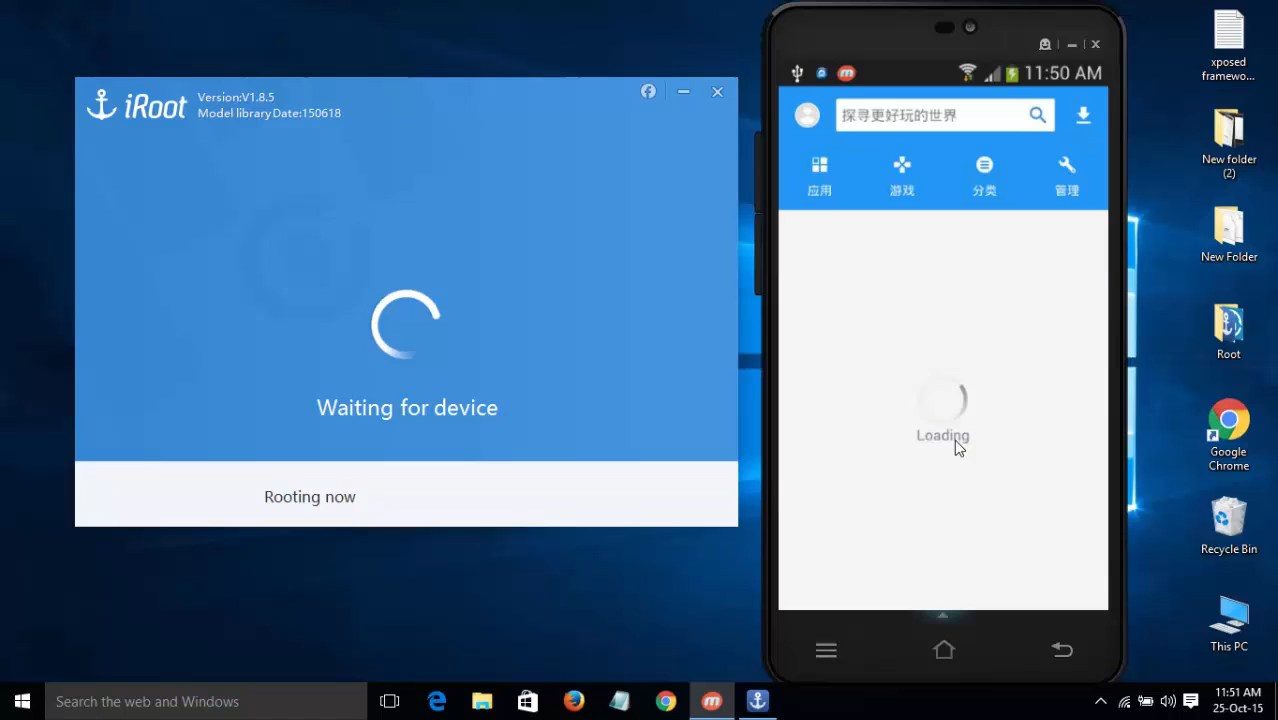 iRoot
Version:V1.8.5
Model libraryDate:150618
Waiting for device
Rooting now
11:50 AM
探寻更好玩的世界
应用
游戏
分类
管理
Loading
xposed
framewo...
New folder
(2)
New Folder
Root
Google
Chrome
Recycle Bin
This PC
Search the web and Windows
11:51 AM
25-Oct-15